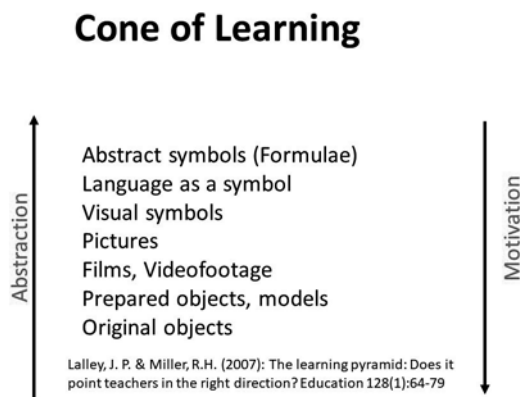 Cone of Learning
Abstraction
Abstract symbols (Formulae)
Language as a symbol
Visual symbols
Pictures
Films, Videofootage
Prepared objects, models
Original objects
Motivation
Lalley, J. P. & Miller, R.H. (2007): The learning pyramid: Does it
point teachers in the right direction? Education 128(1):64-79